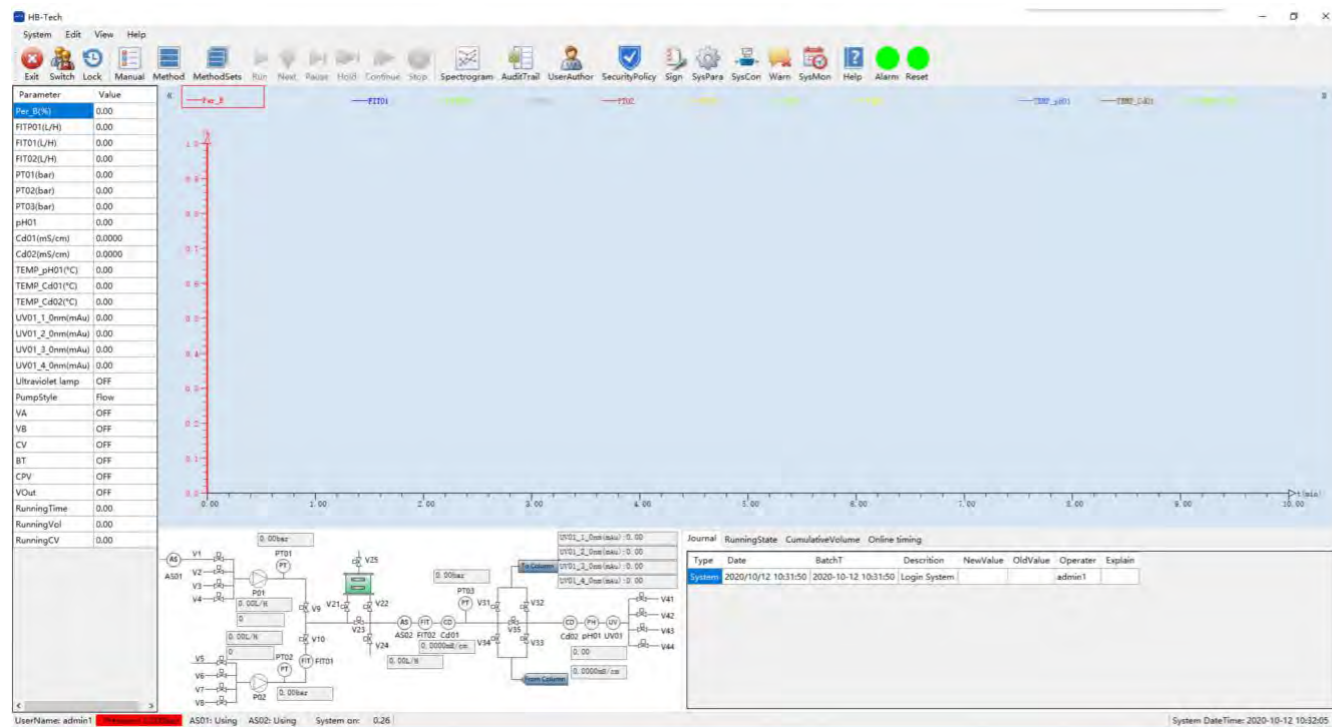 HB-Tech
System Edit View Help
Exit Switch Lock Manual Method MethodSets Run Next Pause Hold Continue Stop Spectrogram AuditTrail UserAuthor SecurityPolicy Sign SysPara SysCon Warn SysMon Help Alarm Reset
Parameter Value
Per_B(%) 0.00
FITP01(L/H) 0.00
FIT01(L/H) 0.00
FIT02(L/H) 0.00
PT01(bar) 0.00
PT02(bar) 0.00
PT03(bar) 0.00
pH01 0.00
Cd01(mS/cm) 0.0000
Cd02(mS/cm) 0.0000
TEMP_pH01(°C) 0.00
TEMP_Cd01(°C) 0.00
TEMP_Cd02(°C) 0.00
UV01_1_0nm(mAu) 0.00
UV01_2_0nm(mAu) 0.00
UV01_3_0nm(mAu) 0.00
UV01_4_0nm(mAu) 0.00
Ultraviolet lamp OFF
PumpStyle Flow
VA OFF
VB OFF
CV OFF
BT OFF
CPV OFF
VOut OFF
RunningTime 0.00
RunningVol 0.00
RunningCV 0.00
Per_B FIT01 PT02 TEMP_pH01 TEMP_Cd01
1.0
0.9
0.8
0.7
0.6
0.5
0.4
0.3
0.2
0.1
0.0
0.00 1.00 2.00 3.00 4.00 5.00 6.00 7.00 8.00 9.00 10.00 t(min)
0.00bar
UV01_1_0nm(mAu):0.00
UV01_2_0nm(mAu):0.00
UV01_3_0nm(mAu):0.00
UV01_4_0nm(mAu):0.00
AS AS01 V1 V2 V3 V4 P01 PT01 PT
0.00L/H
0
V9 V21 V22 V23 V24 V25
0.00bar
PT03 PT V31 V32 V33 V34 V35
To Column
From Column
AS FIT CD
AS02 FIT02 Cd01
0.0000mS/cm
0.00L/H
CD PH UV
Cd02 pH01 UV01
0.00
0.0000mS/cm
V41
V42
V43
V44
0.00L/H
0
V10
V5
V6
V7
V8
PT02 PT FIT FIT01
P02
0.00bar
Journal RunningState CumulativeVolume Online timing
Type Date BatchT Descrition NewValue OldValue Operater Explain
System 2020/10/12 10:31:50 2020-10-12 10:31:50 Login System admin1
UserName: admin1 AS01: Using AS02: Using System on: 0.26 System DateTime: 2020-10-12 10:32:05